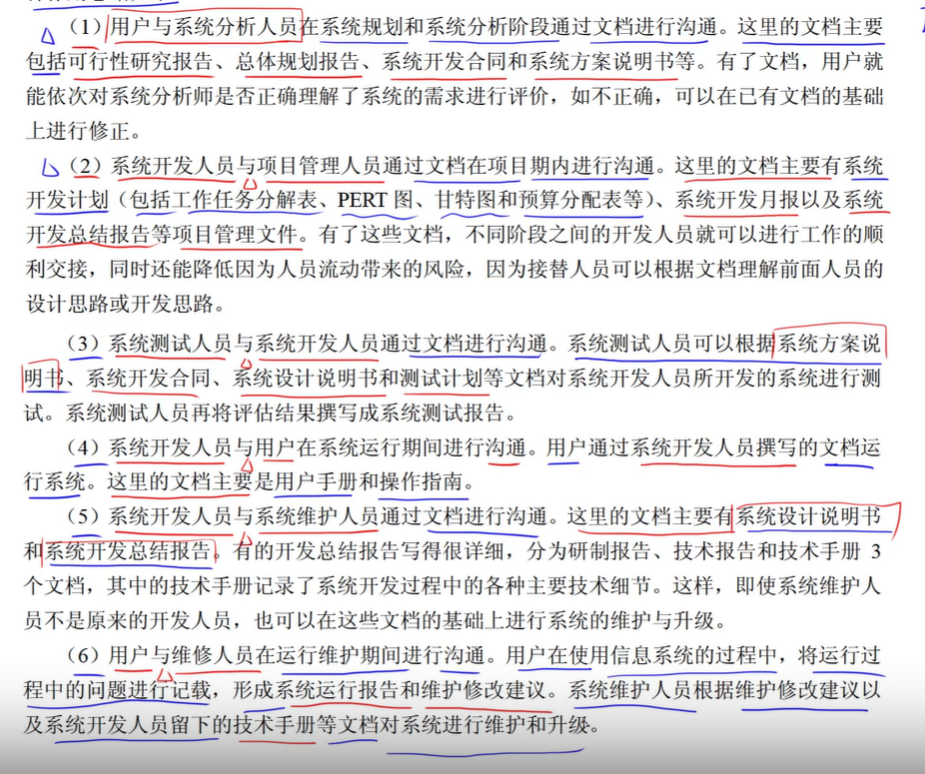 (1)用户与系统分析人员在系统规划和系统分析阶段通过文档进行沟通。这里的文档主要
包括可行性研究报告、总体规划报告、系统开发合同和系统方案说明书等。有了文档，用户就
能依次对系统分析师是否正确理解了系统的需求进行评价，如不正确，可以在已有文档的基础
上进行修正。
(2)系统开发人员与项目管理人员通过文档在项目期内进行沟通。这里的文档主要有系统
开发计划（包括工作任务分解表、PERT 图、甘特图和预算分配表等）、系统开发月报以及系统
开发总结报告等项目管理文件。有了这些文档，不同阶段之间的开发人员就可以进行工作的顺
利交接，同时还能降低因为人员流动带来的风险，因为接替人员可以根据文档理解前面人员的
设计思路或开发思路。
(3)系统测试人员与系统开发人员通过文档进行沟通。系统测试人员可以根据系统方案说
明书、系统开发合同、系统设计说明书和测试计划等文档对系统开发人员所开发的系统进行测
试。系统测试人员再将评估结果撰写成系统测试报告。
(4)系统开发人员与用户在系统运行期间进行沟通。用户通过系统开发人员撰写的文档运
行系统。这里的文档主要是用户手册和操作指南。
(5)系统开发人员与系统维护人员通过文档进行沟通。这里的文档主要有系统设计说明书
和系统开发总结报告。有的开发总结报告写得很详细，分为研制报告、技术报告和技术手册 3
个文档，其中的技术手册记录了系统开发过程中的各种主要技术细节。这样，即使系统维护人
员不是原来的开发人员，也可以在这些文档的基础上进行系统的维护与升级。
(6)用户与维修人员在运行维护期间进行沟通。用户在使用信息系统的过程中，将运行过
程中的问题进行记载，形成系统运行报告和维护修改建议。系统维护人员根据维护修改建议以
及系统开发人员留下的技术手册等文档对系统进行维护和升级。